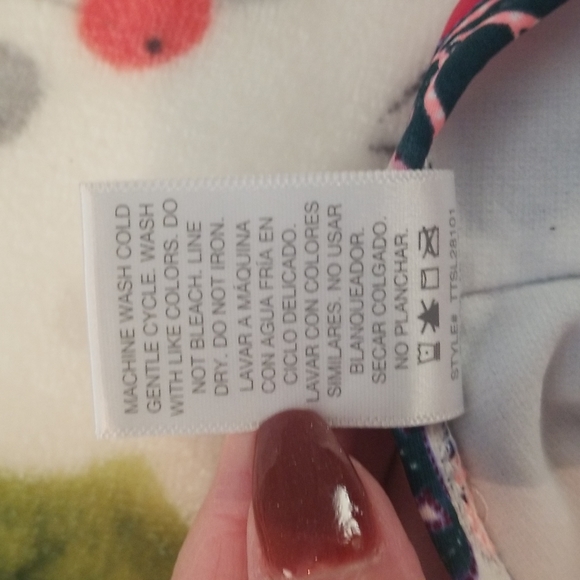 MACHINE WASH COLD
GENTLE CYCLE. WASH
WITH LIKE COLORS. DO
NOT BLEACH. LINE
DRY. DO NOT IRON.
LAVAR A MÁQUINA
CON AGUA FRÍA EN
CICLO DELICADO.
LAVAR CON COLORES
SIMILARES. NO USAR
BLANQUEADOR.
SECAR COLGADO.
NO PLANCHAR.
STYLE# TTSL28101